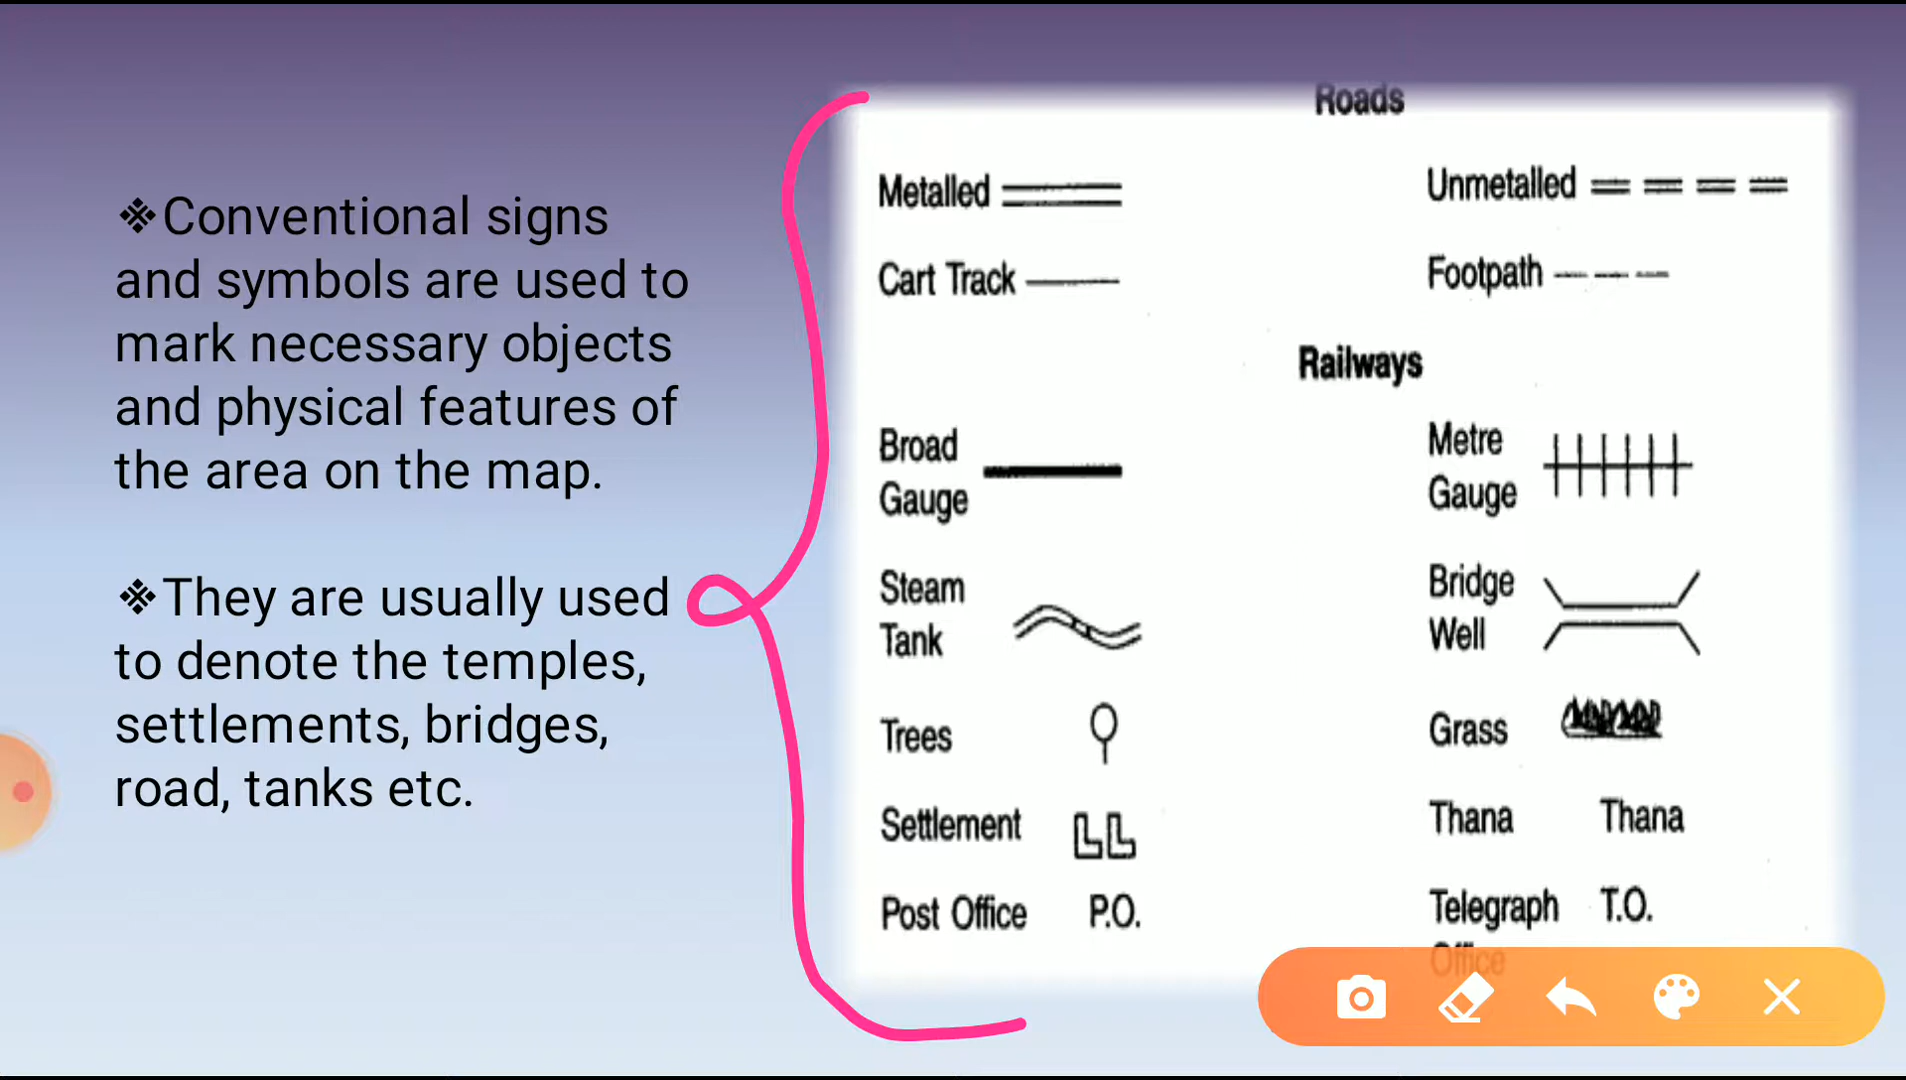 ❖Conventional signs
and symbols are used to
mark necessary objects
and physical features of
the area on the map.
❖They are usually used
to denote the temples,
settlements, bridges,
road, tanks etc.
Roads
Metalled
Unmetalled
Cart Track
Footpath
Railways
Broad
Gauge
Metre
Gauge
Steam
Tank
Bridge
Well
Trees
Grass
Settlement
Thana Thana
Post Office P.O.
Telegraph T.O.
Office